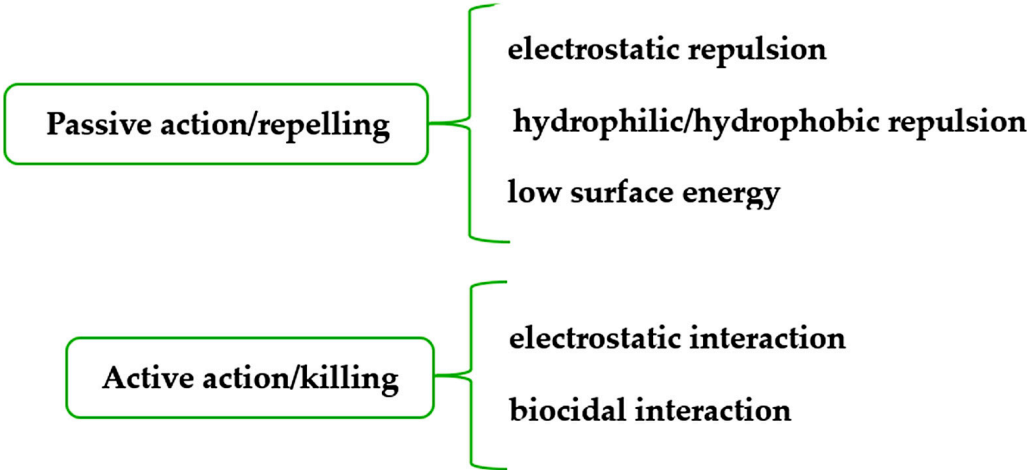 Passive action/repelling
electrostatic repulsion
hydrophilic/hydrophobic repulsion
low surface energy
Active action/killing
electrostatic interaction
biocidal interaction